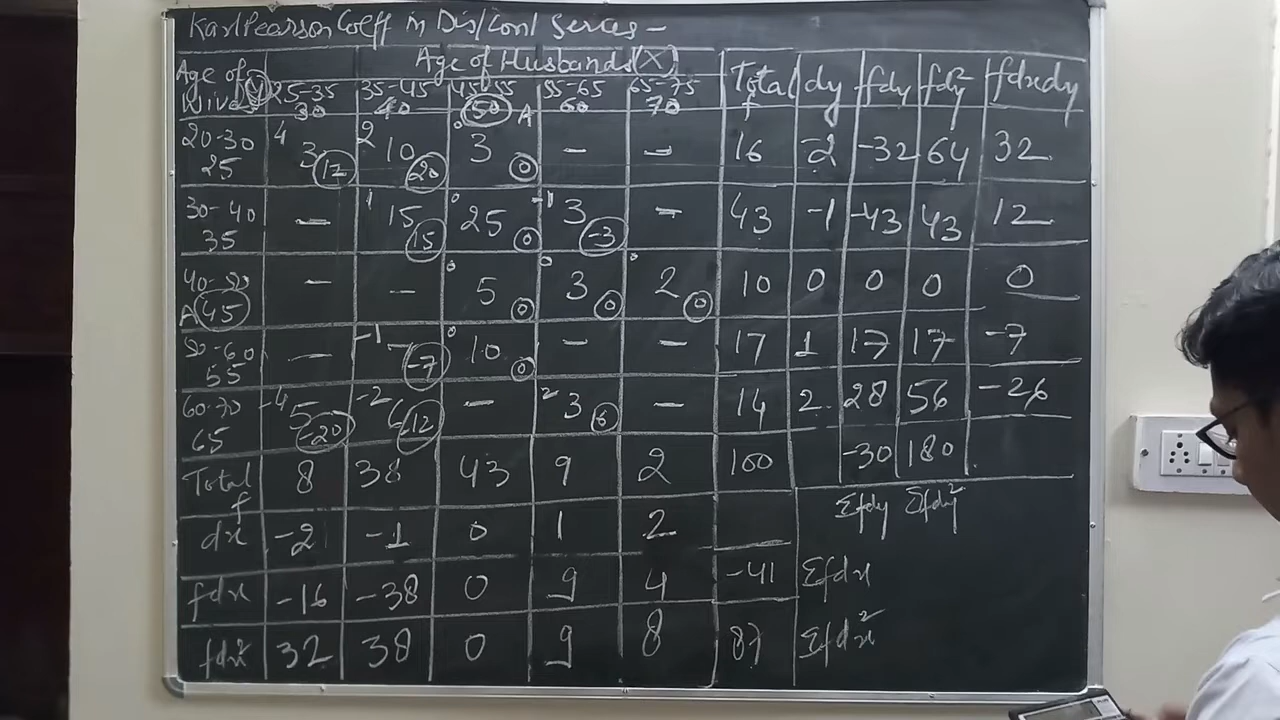 Karl Pearson Coeff in Dis/Cont Series -
Age of Wives (Y) Age of Husbands (X) Total f dy fdy fdy² fdxdy
25-35 35-45 45-55 55-65 65-75
30 40 50 A 60 70
20-30 25 4 3 12 2 10 20 0 3 0 - - 16 -2 -32 64 32
30-40 35 - 1 15 15 0 25 0 -1 3 -3 - 43 -1 -43 43 12
40-50 A 45 - - 0 5 0 0 3 0 0 2 0 10 0 0 0 0
50-60 55 - -1 -7 0 10 0 - - 17 1 17 17 -7
60-70 65 -4 5 -20 -2 6 -12 - 2 3 6 - 14 2 28 56 -26
Total f 8 38 43 9 2 100 -30 180
Σfdy Σfdy²
dx -2 -1 0 1 2 -
fdx -16 -38 0 9 4 -41 Σfdx
fdx² 32 38 0 9 8 87 Σfdx²